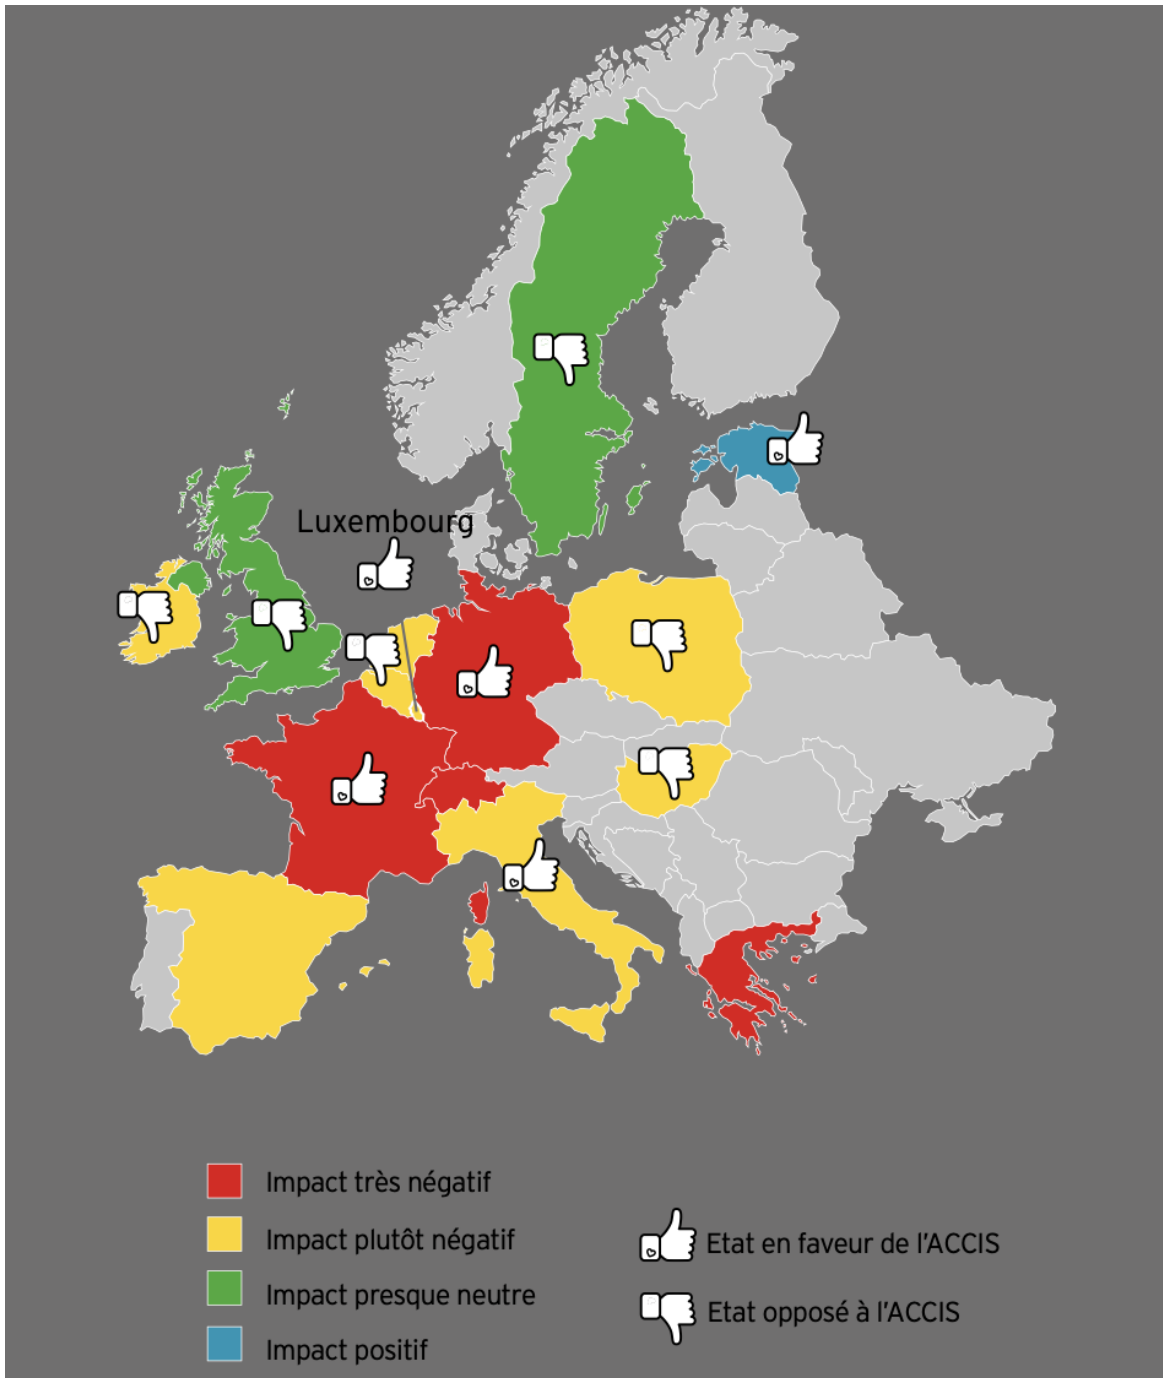 Luxembourg
Impact très négatif
Impact plutôt négatif
Impact presque neutre
Impact positif
Etat en faveur de l'ACCIS
Etat opposé à l'ACCIS